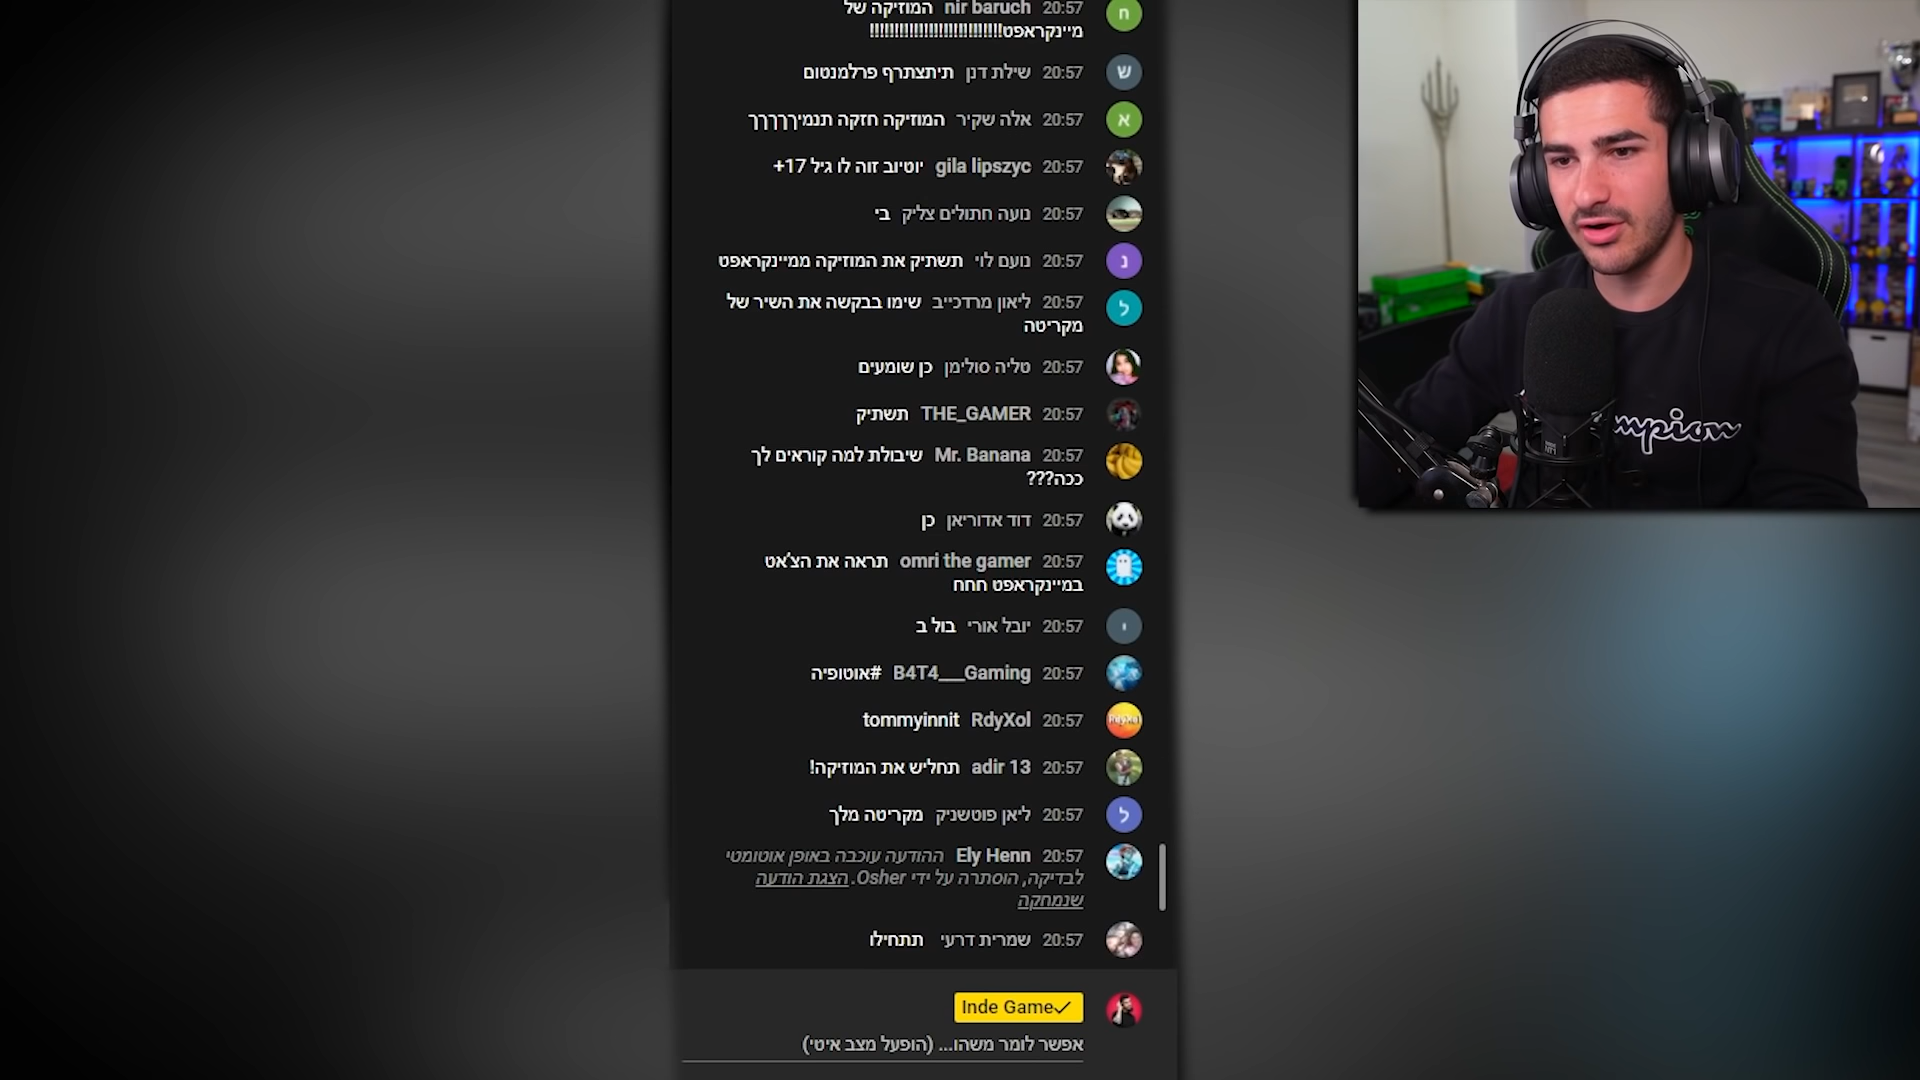 20:57 nir baruch המוזיקה של
מיינקראפט!!!!!!!!!!!!!!!!!!!!!!!!!!!
ש 20:57 שילת דנן תיתצתרף פרלמנטום
א 20:57 אלה שקיר המוזיקה חזקה תנמיךךךךך
20:57 gila lipszyc יוטיוב זוה לו גיל 17+
20:57 נועה חתולים צליק בי
נ 20:57 נועם לוי תשתיק את המוזיקה ממיינקראפט
ל 20:57 ליאון מרדכייב שימו בבקשה את השיר של
מקריטה
20:57 טליה סולימן כן שומעים
20:57 THE_GAMER תשתיק
20:57 Mr. Banana שיבולת למה קוראים לך
ככה???
20:57 דוד אדוריאן כן
20:57 omri the gamer תראה את הצ'אט
במיינקראפט חחח
י 20:57 יובל אורי בול ב
20:57 B4T4___Gaming #אוטופיה
20:57 RdyXol tommyinnit
20:57 adir 13 תחליש את המוזיקה!
ל 20:57 ליאן פוטשניק מקריטה מלך
20:57 Ely Henn ההודעה עוכבה באופן אוטומטי
לבדיקה, הוסתרה על ידי Osher. הצגת הודעה
שנמחקה
20:57 שמרית דרעי תתחילו
Inde Game✓
אפשר לומר משהו... (הופעל מצב איטי)
mpion